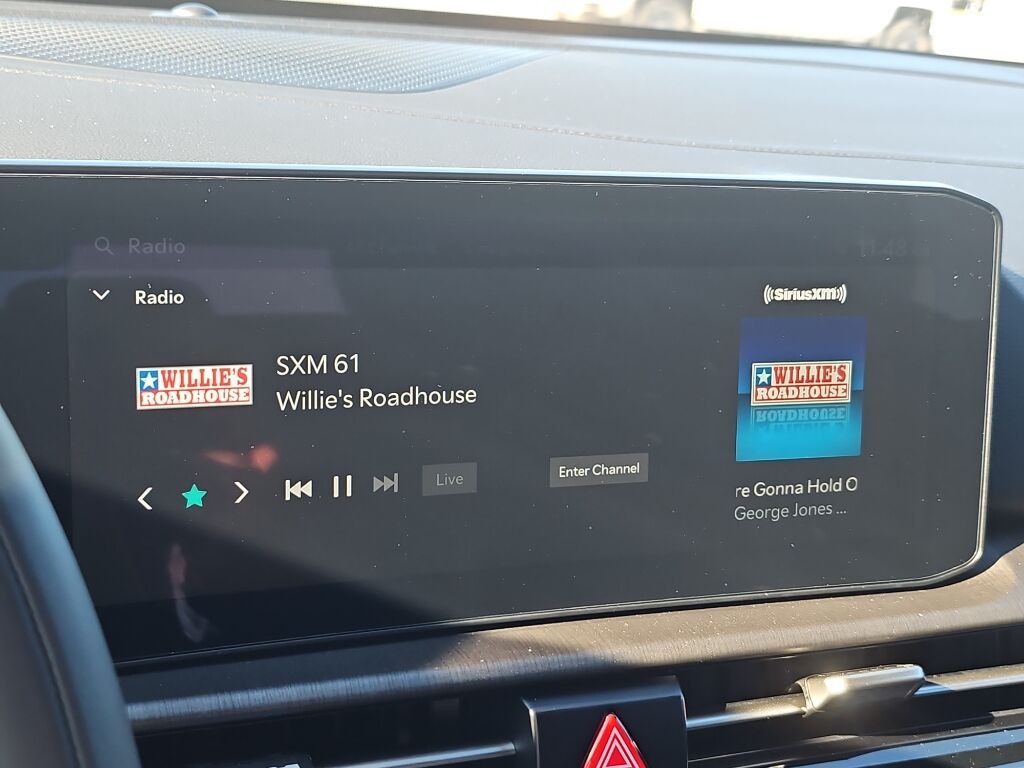 Radio
Radio
((SiriusXM))
SXM 61
Willie's Roadhouse
WILLIE'S
ROADHOUSE
WILLIE'S
ROADHOUSE
Live
Enter Channel
re Gonna Hold O
George Jones ...